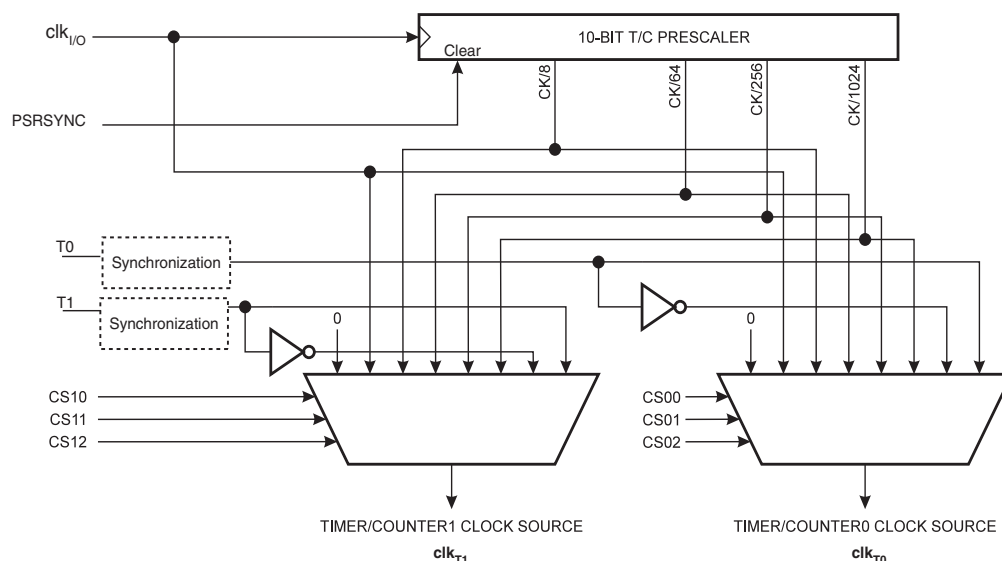 clkI/O
10-BIT T/C PRESCALER
Clear
CK/8
CK/64
CK/256
CK/1024
PSRSYNC
T0
Synchronization
T1
Synchronization
0
0
CS10
CS11
CS12
CS00
CS01
CS02
TIMER/COUNTER1 CLOCK SOURCE
clkT1
TIMER/COUNTER0 CLOCK SOURCE
clkT0